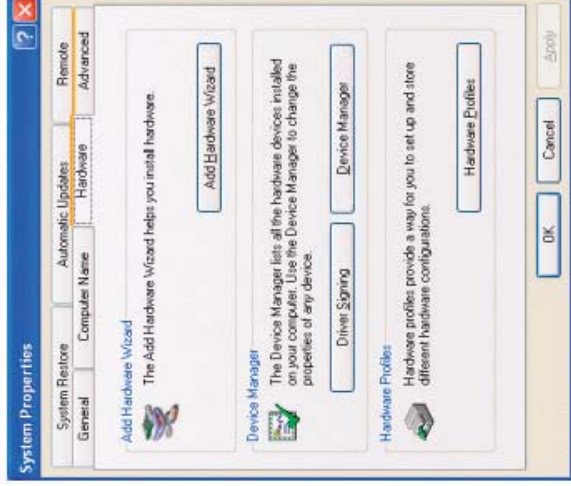 System Properties
System Restore Automatic Updates Remote
General Computer Name Hardware Advanced
Add Hardware Wizard
The Add Hardware Wizard helps you install hardware.
Add Hardware Wizard
Device Manager
The Device Manager lists all the hardware devices installed
on your computer. Use the Device Manager to change the
properties of any device.
Driver Signing Device Manager
Hardware Profiles
Hardware profiles provide a way for you to set up and store
different hardware configurations.
Hardware Profiles
OK Cancel Apply